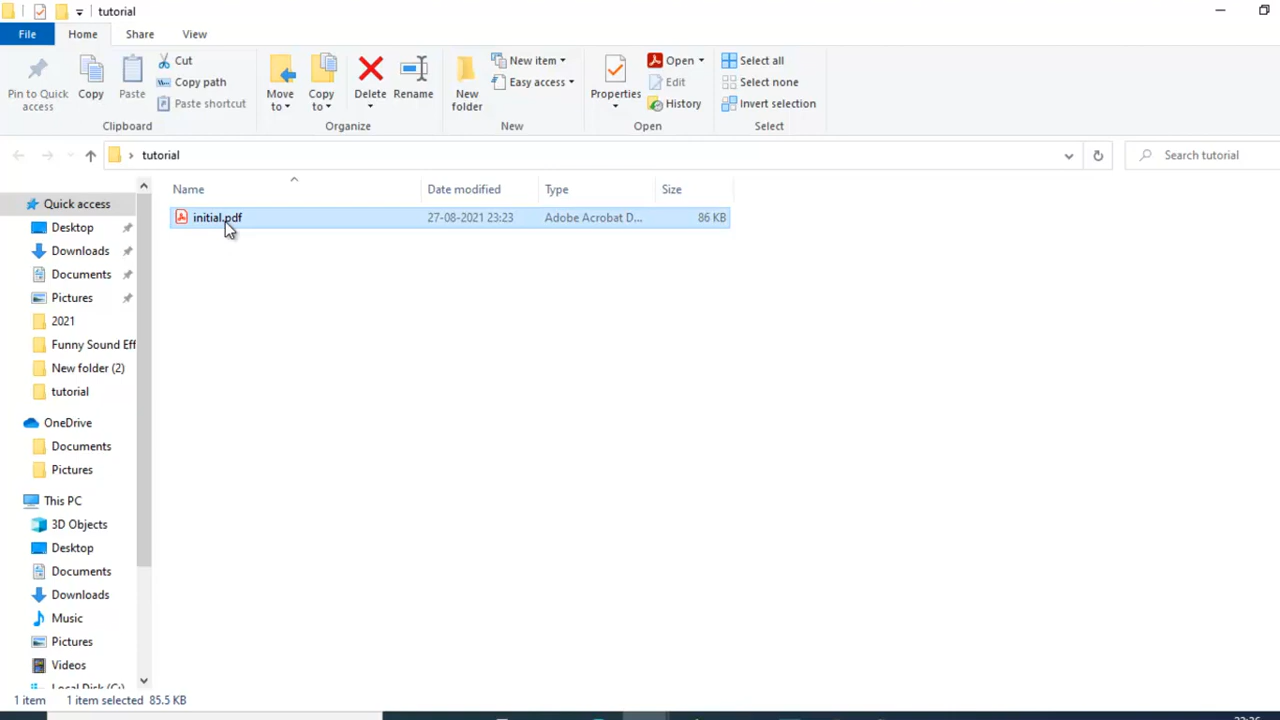 tutorial
File Home Share View
Pin to Quick access
Copy
Paste
Cut
Copy path
Paste shortcut
Clipboard
Move to
Copy to
Delete
Rename
Organize
New folder
New item
Easy access
New
Properties
Open
Edit
History
Open
Select all
Select none
Invert selection
Select
tutorial
Search tutorial
Name Date modified Type Size
initial.pdf 27-08-2021 23:23 Adobe Acrobat D... 86 KB
Quick access
Desktop
Downloads
Documents
Pictures
2021
Funny Sound Eff
New folder (2)
tutorial
OneDrive
Documents
Pictures
This PC
3D Objects
Desktop
Documents
Downloads
Music
Pictures
Videos
Local Disk (C:)
1 item 1 item selected 85.5 KB